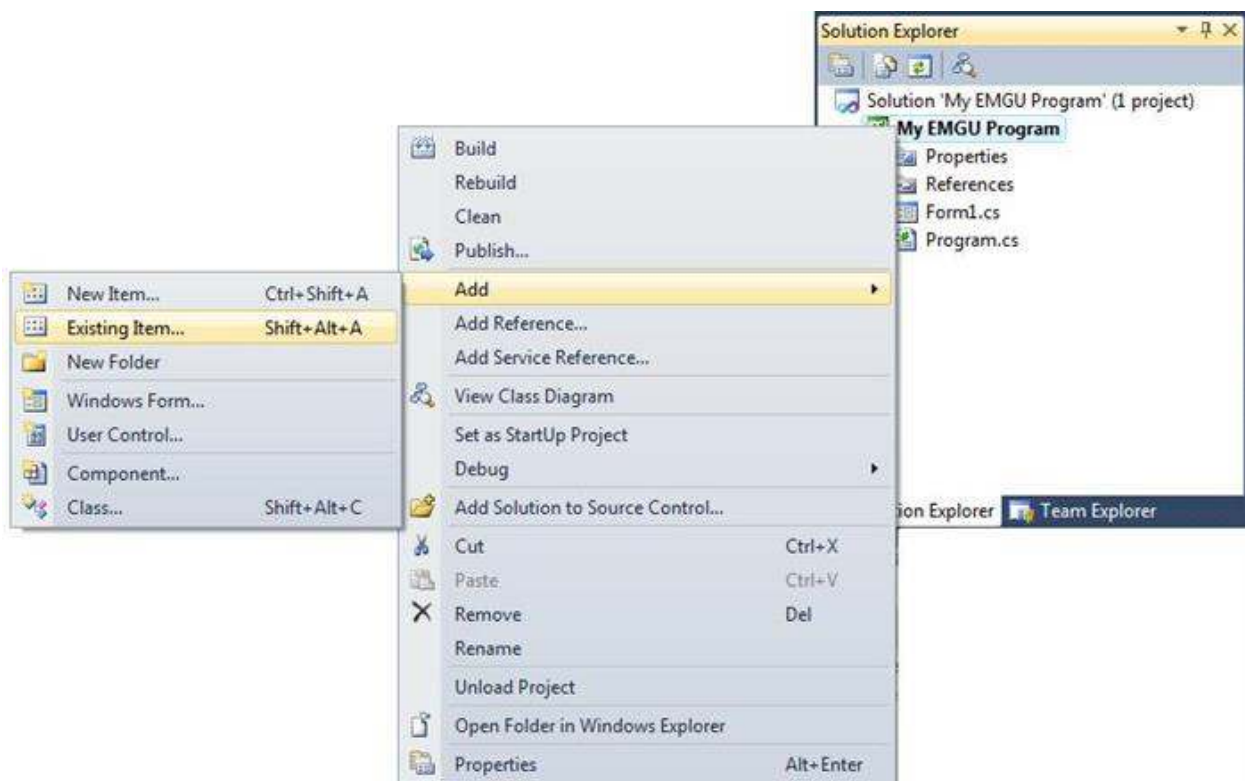 Solution Explorer
Solution 'My EMGU Program' (1 project)
My EMGU Program
Properties
References
Form1.cs
Program.cs
Build
Rebuild
Clean
Publish...
Add
Add Reference...
Add Service Reference...
View Class Diagram
Set as StartUp Project
Debug
Add Solution to Source Control...
Cut Ctrl+X
Paste Ctrl+V
Remove Del
Rename
Unload Project
Open Folder in Windows Explorer
Properties Alt+Enter
New Item... Ctrl+Shift+A
Existing Item... Shift+Alt+A
New Folder
Windows Form...
User Control...
Component...
Class... Shift+Alt+C
ion Explorer Team Explorer